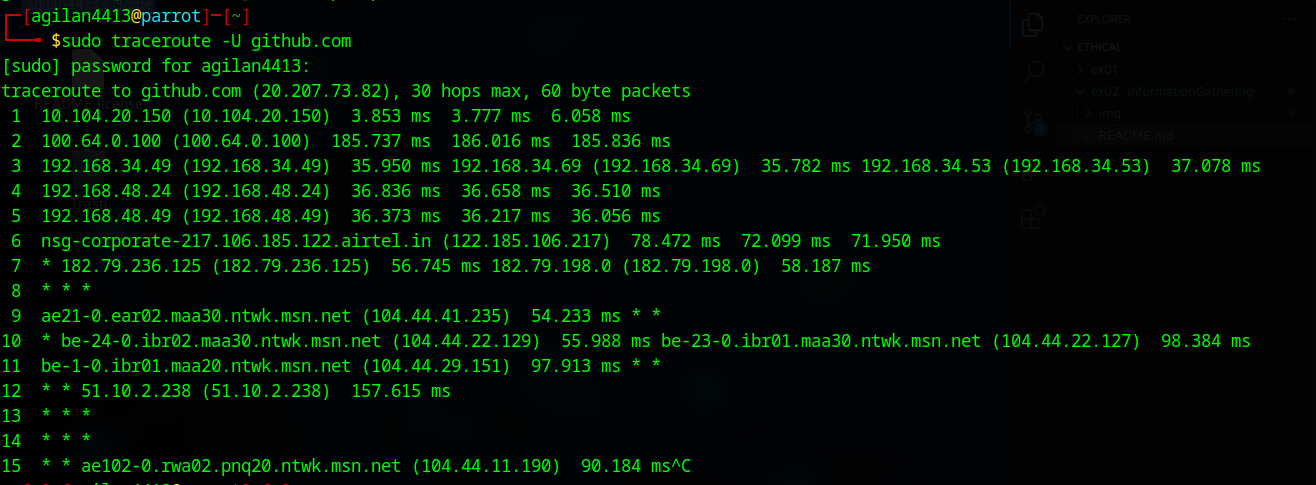 ┌─[agilan4413@parrot]─[~]
└──╼ $sudo traceroute -U github.com
[sudo] password for agilan4413:
traceroute to github.com (20.207.73.82), 30 hops max, 60 byte packets
 1  10.104.20.150 (10.104.20.150)  3.853 ms  3.777 ms  6.058 ms
 2  100.64.0.100 (100.64.0.100)  185.737 ms  186.016 ms  185.836 ms
 3  192.168.34.49 (192.168.34.49)  35.950 ms 192.168.34.69 (192.168.34.69)  35.782 ms 192.168.34.53 (192.168.34.53)  37.078 ms
 4  192.168.48.24 (192.168.48.24)  36.836 ms  36.658 ms  36.510 ms
 5  192.168.48.49 (192.168.48.49)  36.373 ms  36.217 ms  36.056 ms
 6  nsg-corporate-217.106.185.122.airtel.in (122.185.106.217)  78.472 ms  72.099 ms  71.950 ms
 7  * 182.79.236.125 (182.79.236.125)  56.745 ms 182.79.198.0 (182.79.198.0)  58.187 ms
 8  * * *
 9  ae21-0.ear02.maa30.ntwk.msn.net (104.44.41.235)  54.233 ms * *
10  * be-24-0.ibr02.maa30.ntwk.msn.net (104.44.22.129)  55.988 ms be-23-0.ibr01.maa30.ntwk.msn.net (104.44.22.127)  98.384 ms
11  be-1-0.ibr01.maa20.ntwk.msn.net (104.44.29.151)  97.913 ms * *
12  * * 51.10.2.238 (51.10.2.238)  157.615 ms
13  * * *
14  * * *
15  * * ae102-0.rwa02.pnq20.ntwk.msn.net (104.44.11.190)  90.184 ms^C
EXPLORER
ETHICAL
ex01
ex02: InformationGathering
img
README.md